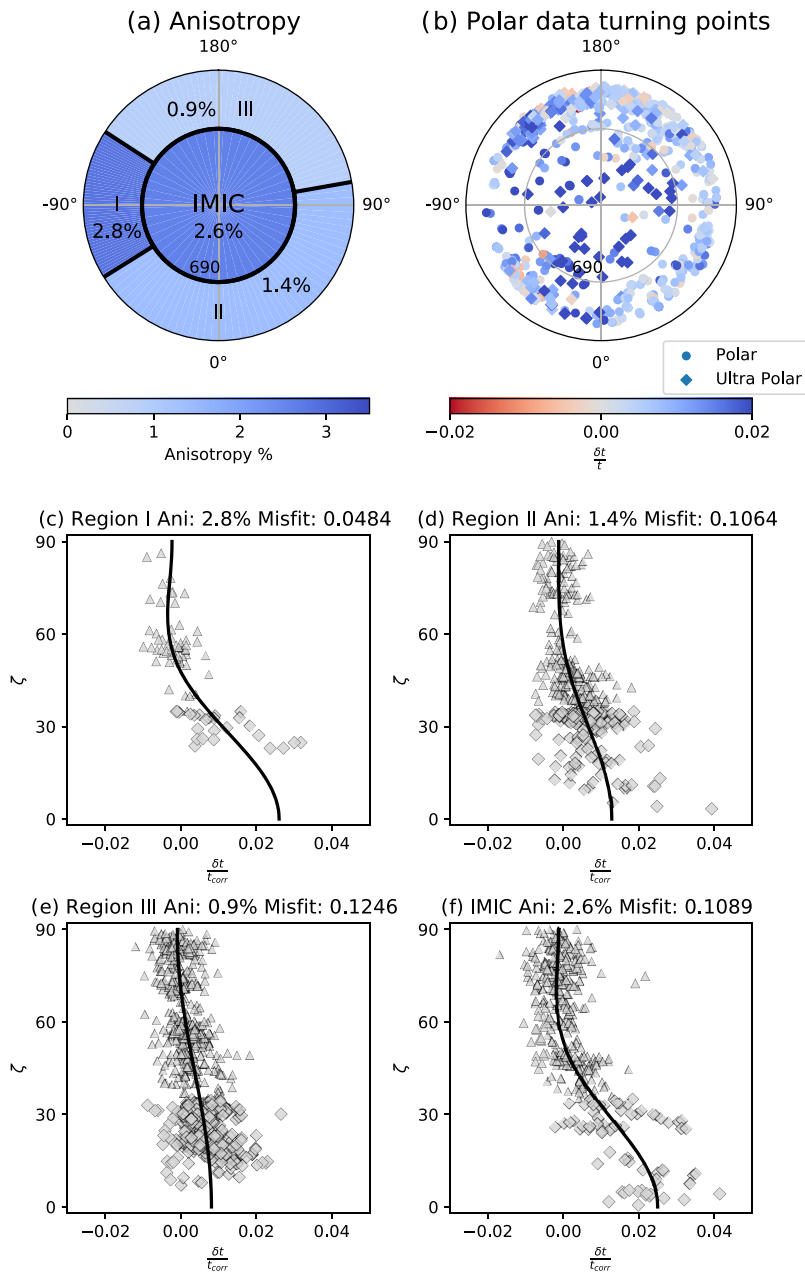 (a) Anisotropy
(b) Polar data turning points
180°
180°
0.9%
III
-90°
I
IMIC
90°
-90°
90°
2.8%
2.6%
690
1.4%
690
II
0°
0°
Polar
Ultra Polar
0
1
2
3
Anisotropy %
−0.02
0.00
0.02
δt
t
(c) Region I Ani: 2.8% Misfit: 0.0484
(d) Region II Ani: 1.4% Misfit: 0.1064
90
60
ζ
30
0
−0.02
0.00
0.02
0.04
δt
t_corr
90
60
ζ
30
0
−0.02
0.00
0.02
0.04
δt
t_corr
(e) Region III Ani: 0.9% Misfit: 0.1246
(f) IMIC Ani: 2.6% Misfit: 0.1089
90
60
ζ
30
0
−0.02
0.00
0.02
0.04
δt
t_corr
90
60
ζ
30
0
−0.02
0.00
0.02
0.04
δt
t_corr